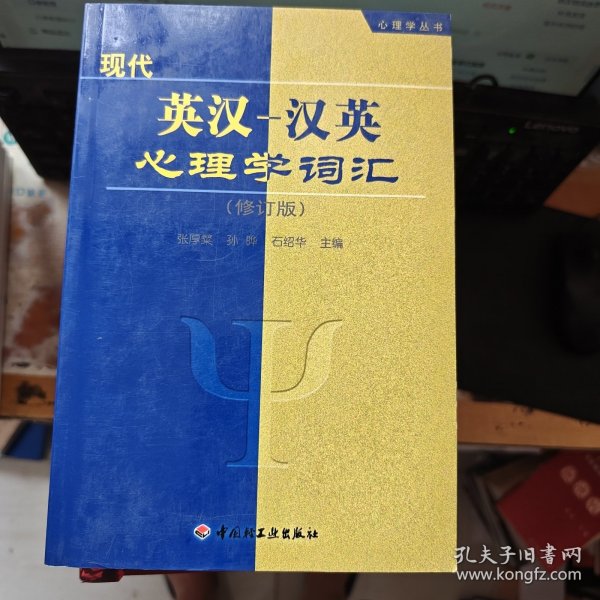 心理学丛书
现代
英汉-汉英
心理学词汇
(修订版)
张厚粲 孙晔 石绍华 主编
中国轻工业出版社
Lenovo
孔夫子旧书网
www.kongfz.com